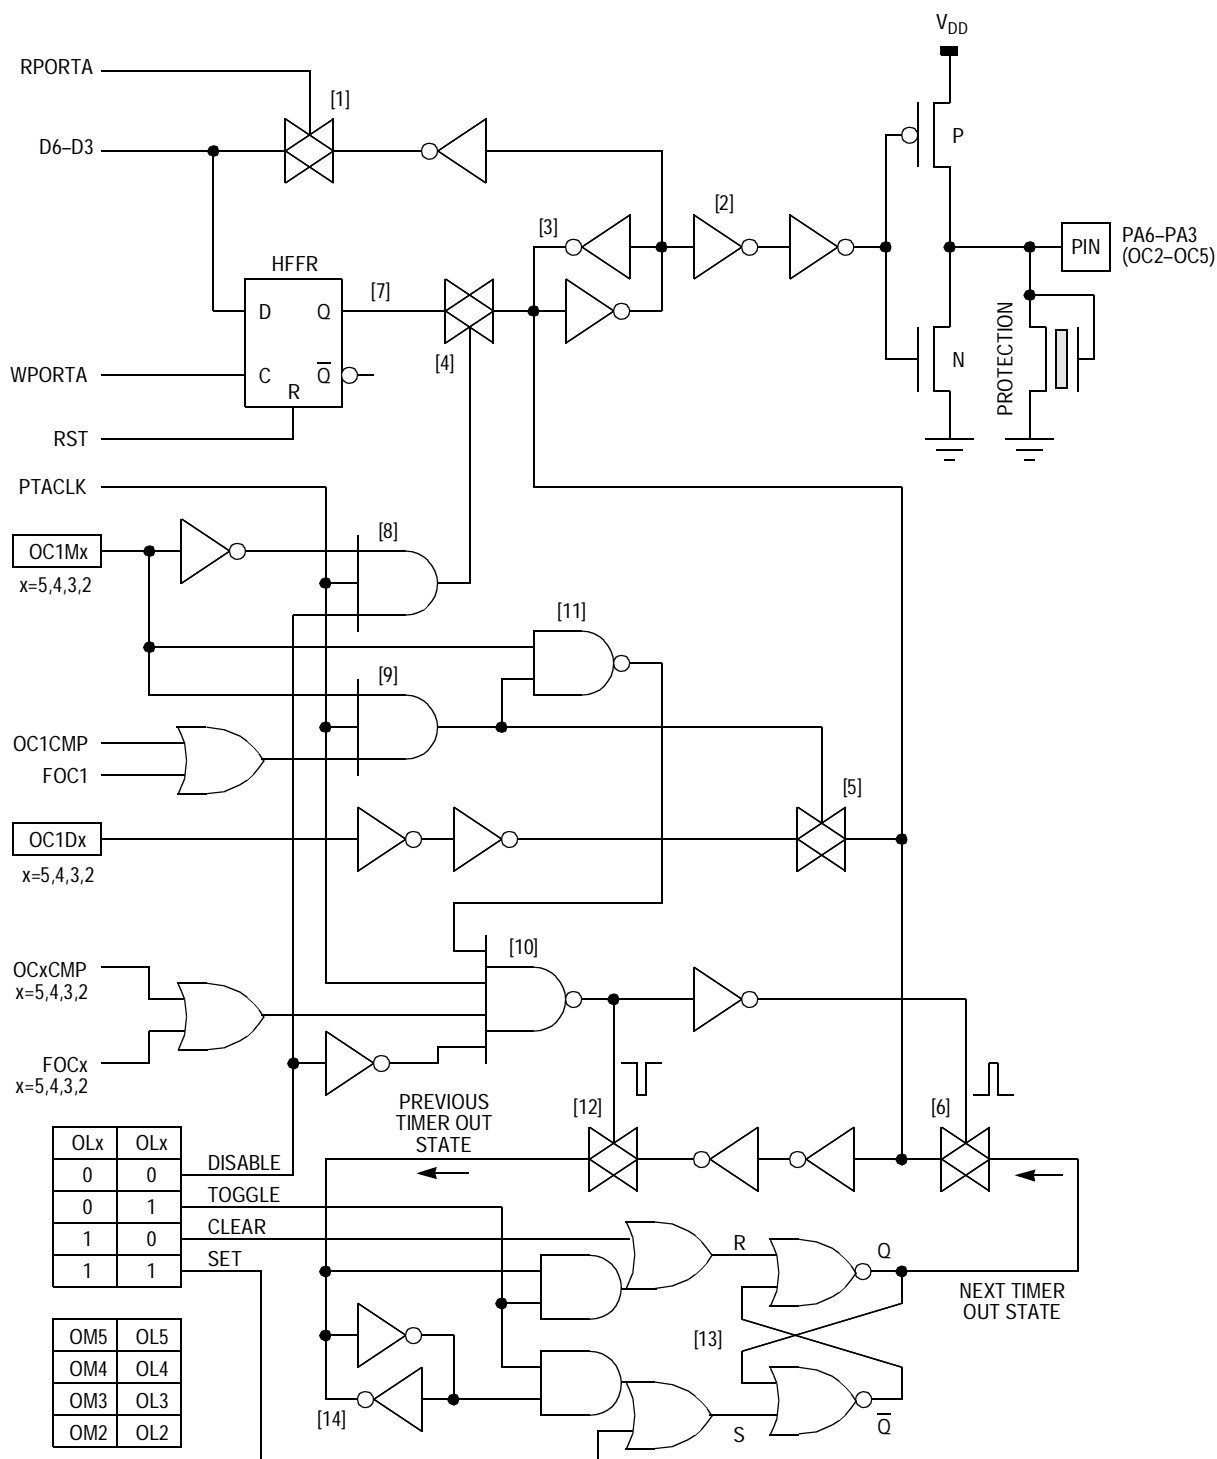 VDD
RPORTA
[1]
D6–D3
P
[2]
[3]
PIN
PA6–PA3
(OC2–OC5)
HFFR
[7]
D
Q
[4]
WPORTA
C
Q
R
N
PROTECTION
RST
PTACLK
[8]
OC1Mx
x=5,4,3,2
[11]
[9]
OC1CMP
FOC1
[5]
OC1Dx
x=5,4,3,2
[10]
OCxCMP
x=5,4,3,2
FOCx
x=5,4,3,2
PREVIOUS
TIMER OUT
STATE
[12]
[6]
OLx OLx
0 0 DISABLE
0 1 TOGGLE
1 0 CLEAR
1 1 SET
R
Q
NEXT TIMER
OUT STATE
OM5 OL5
OM4 OL4
OM3 OL3
OM2 OL2
[13]
[14]
S
Q